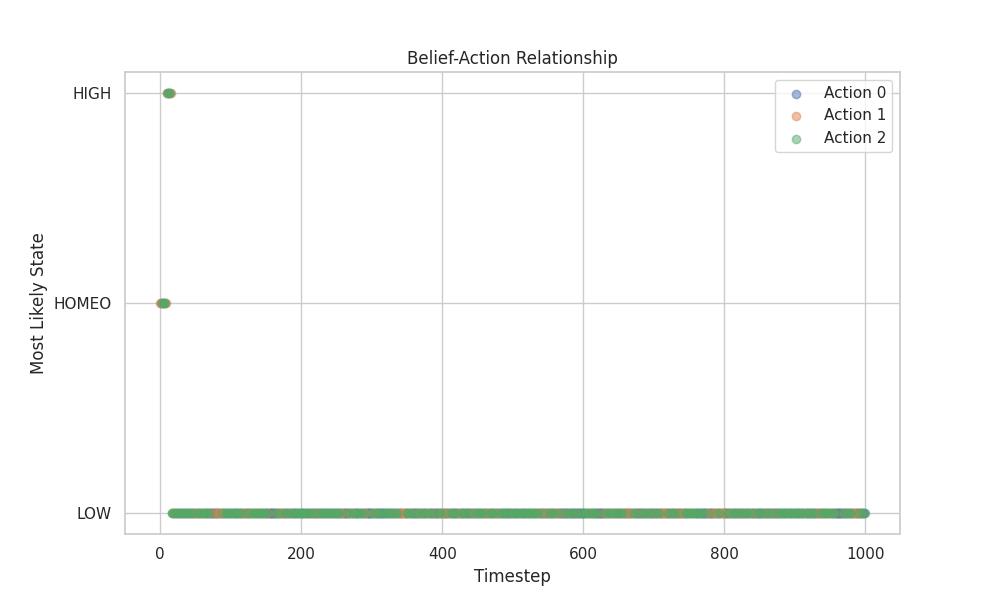 Belief-Action Relationship
HIGH
HOMEO
LOW
Most Likely State
Action 0
Action 1
Action 2
0
200
400
600
800
1000
Timestep